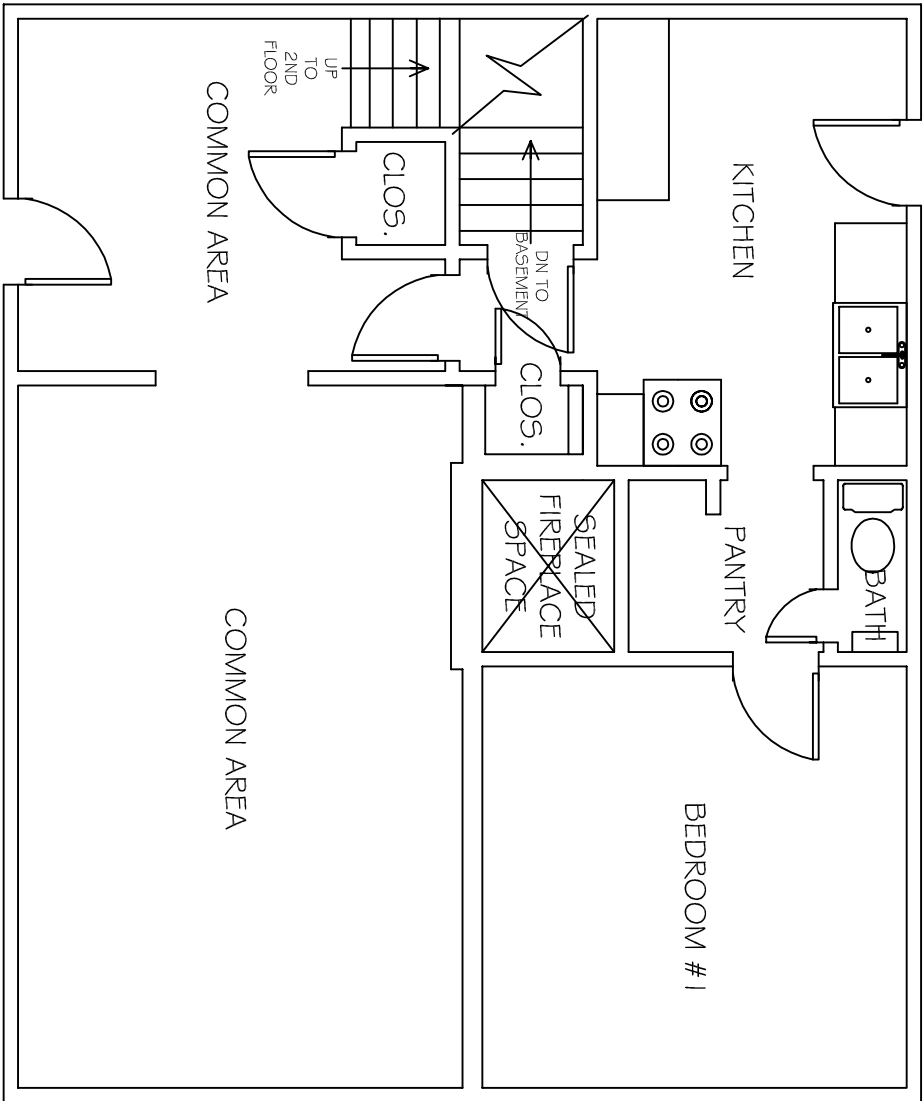 KITCHEN
PANTRY
BATH
BEDROOM #1
DN TO
BASEMENT
CLOS.
SEALED
FIREPLACE
SPACE
CLOS.
UP
TO
2ND
FLOOR
COMMON AREA
COMMON AREA